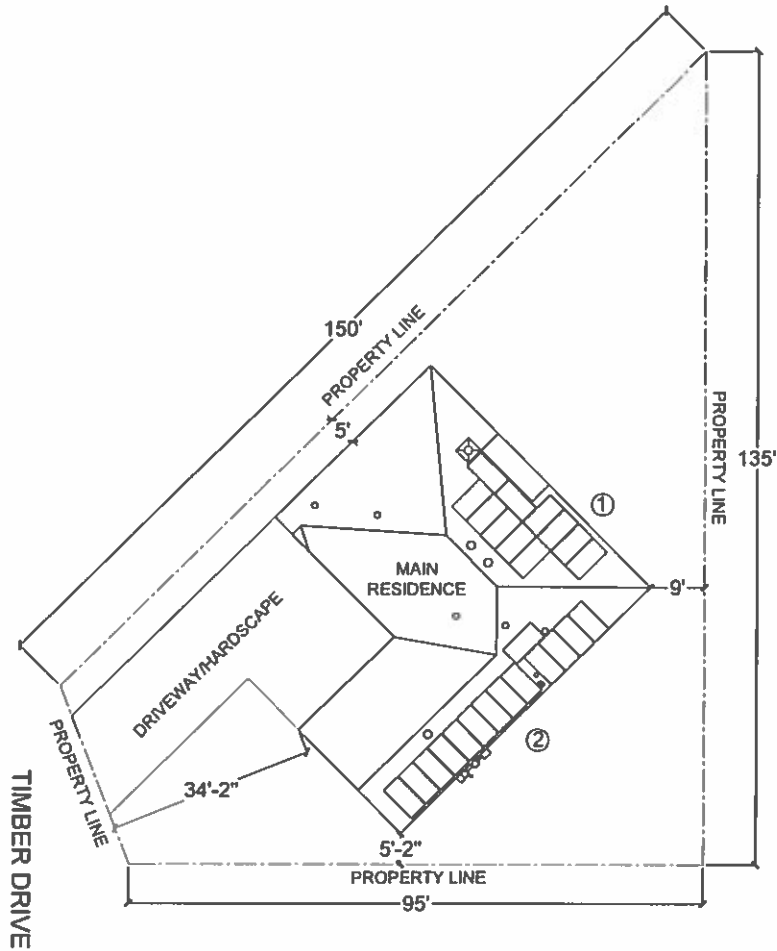 150'
PROPERTY LINE
5'
PROPERTY LINE
135'
①
MAIN
RESIDENCE
9'
DRIVEWAY/HARDSCAPE
②
PROPERTY LINE
34'-2"
TIMBER DRIVE
5'-2"
PROPERTY LINE
95'